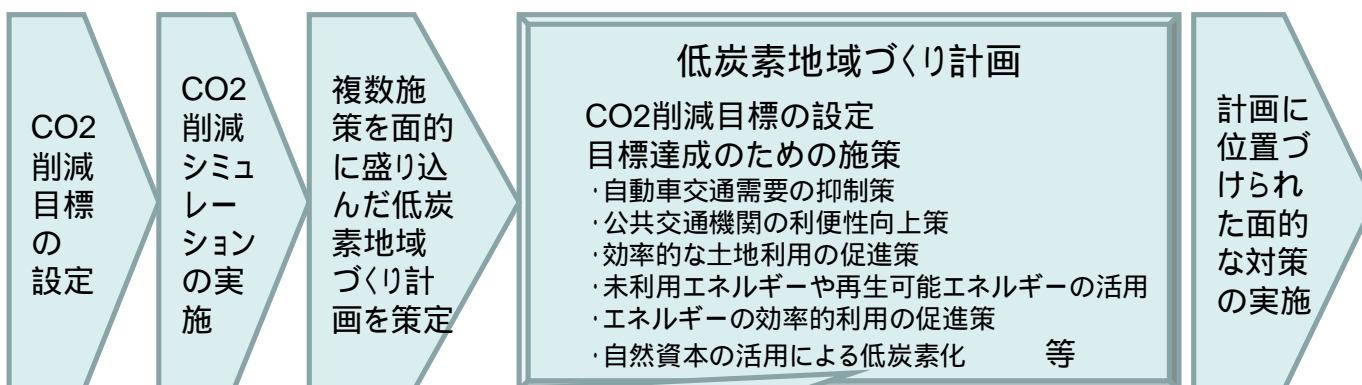 CO2
削減
目標
の
設定
CO2
削減
シミュ
レー
ション
の実
施
複数施
策を面的
に盛り込
んだ低炭
素地域
づくり計
画を策定
低炭素地域づくり計画
CO2削減目標の設定
目標達成のための施策
・自動車交通需要の抑制策
・公共交通機関の利便性向上策
・効率的な土地利用の促進策
・未利用エネルギーや再生可能エネルギーの活用
・エネルギーの効率的利用の促進策
・自然資本の活用による低炭素化　等
計画に
位置づ
けられ
た面的
な対策
の実施